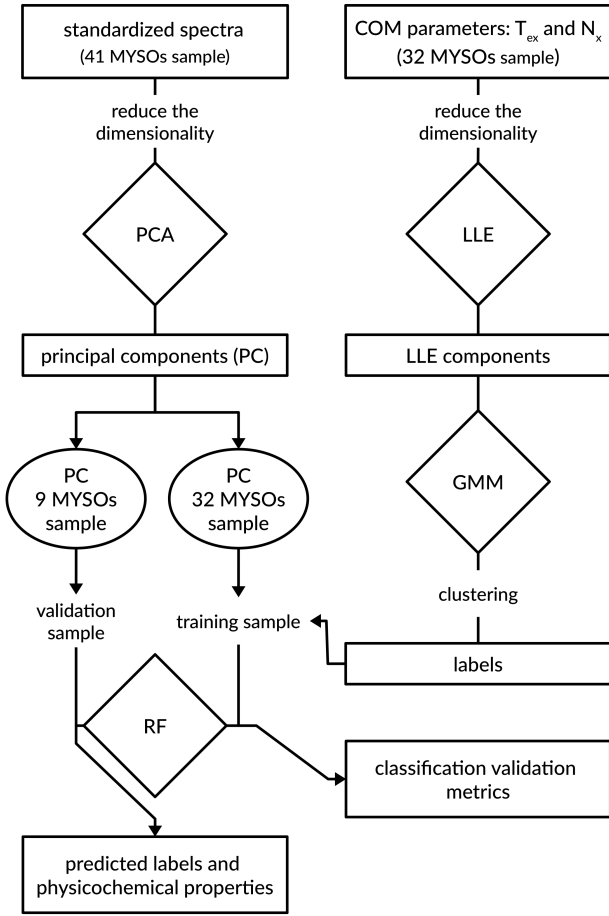 standardized spectra
(41 MYSOs sample)
reduce the
dimensionality
PCA
principal components (PC)
PC
9 MYSOs
sample
PC
32 MYSOs
sample
validation
sample
training sample
RF
predicted labels and
physicochemical properties
COM parameters: Tex and Nx
(32 MYSOs sample)
reduce the
dimensionality
LLE
LLE components
GMM
clustering
labels
classification validation
metrics